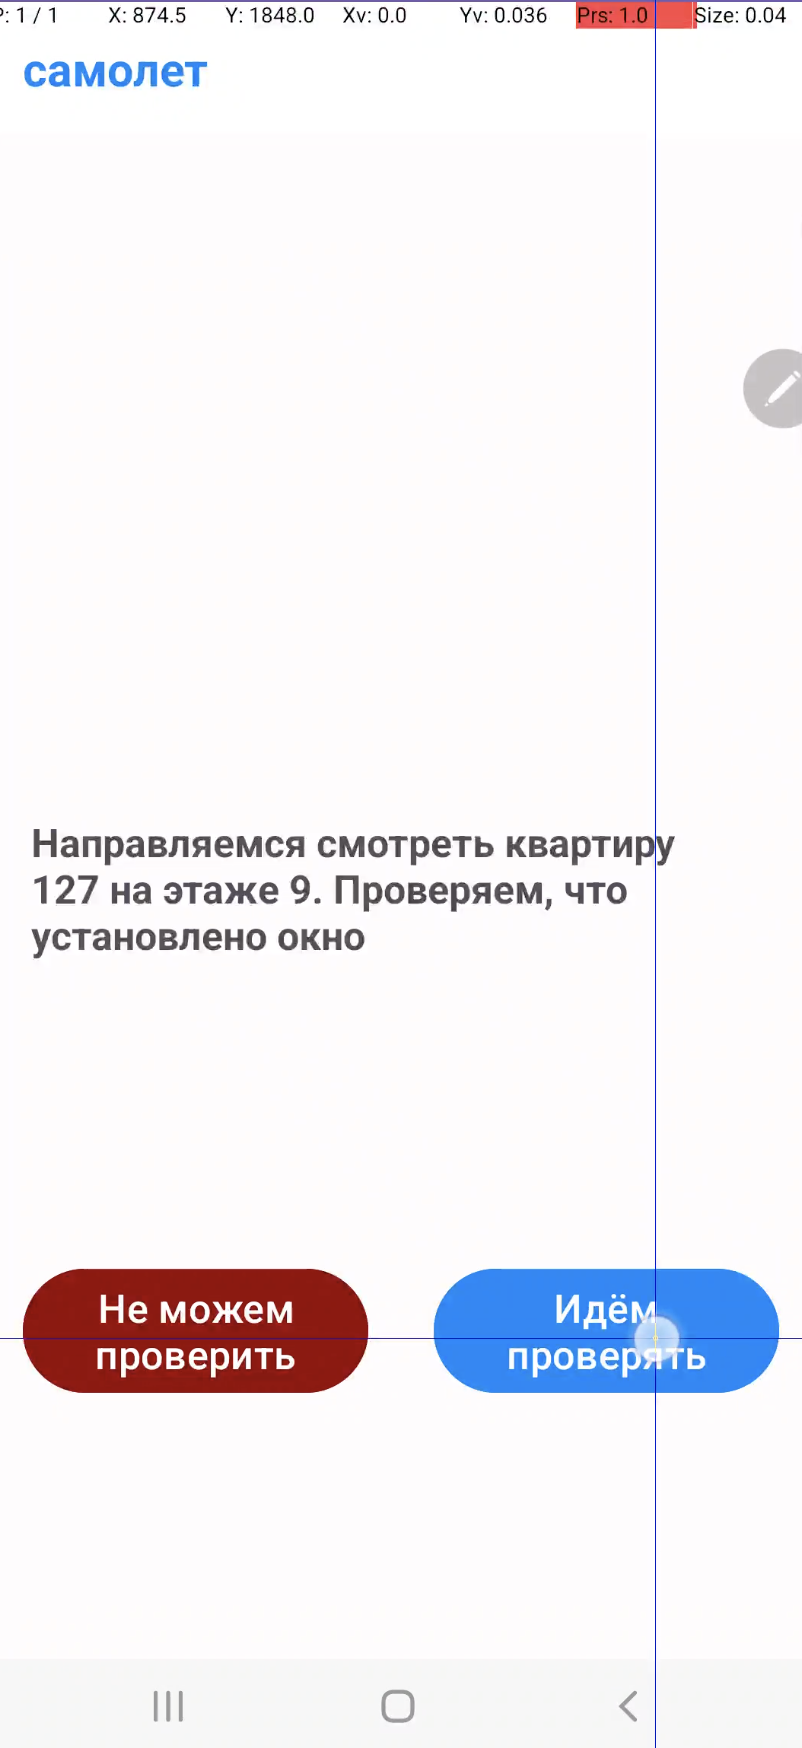 P: 1 / 1 X: 874.5 Y: 1848.0 Xv: 0.0 Yv: 0.036 Prs: 1.0 Size: 0.04
самолет
Направляемся смотреть квартиру
127 на этаже 9. Проверяем, что
установлено окно
Не можем
проверить
Идём
проверять